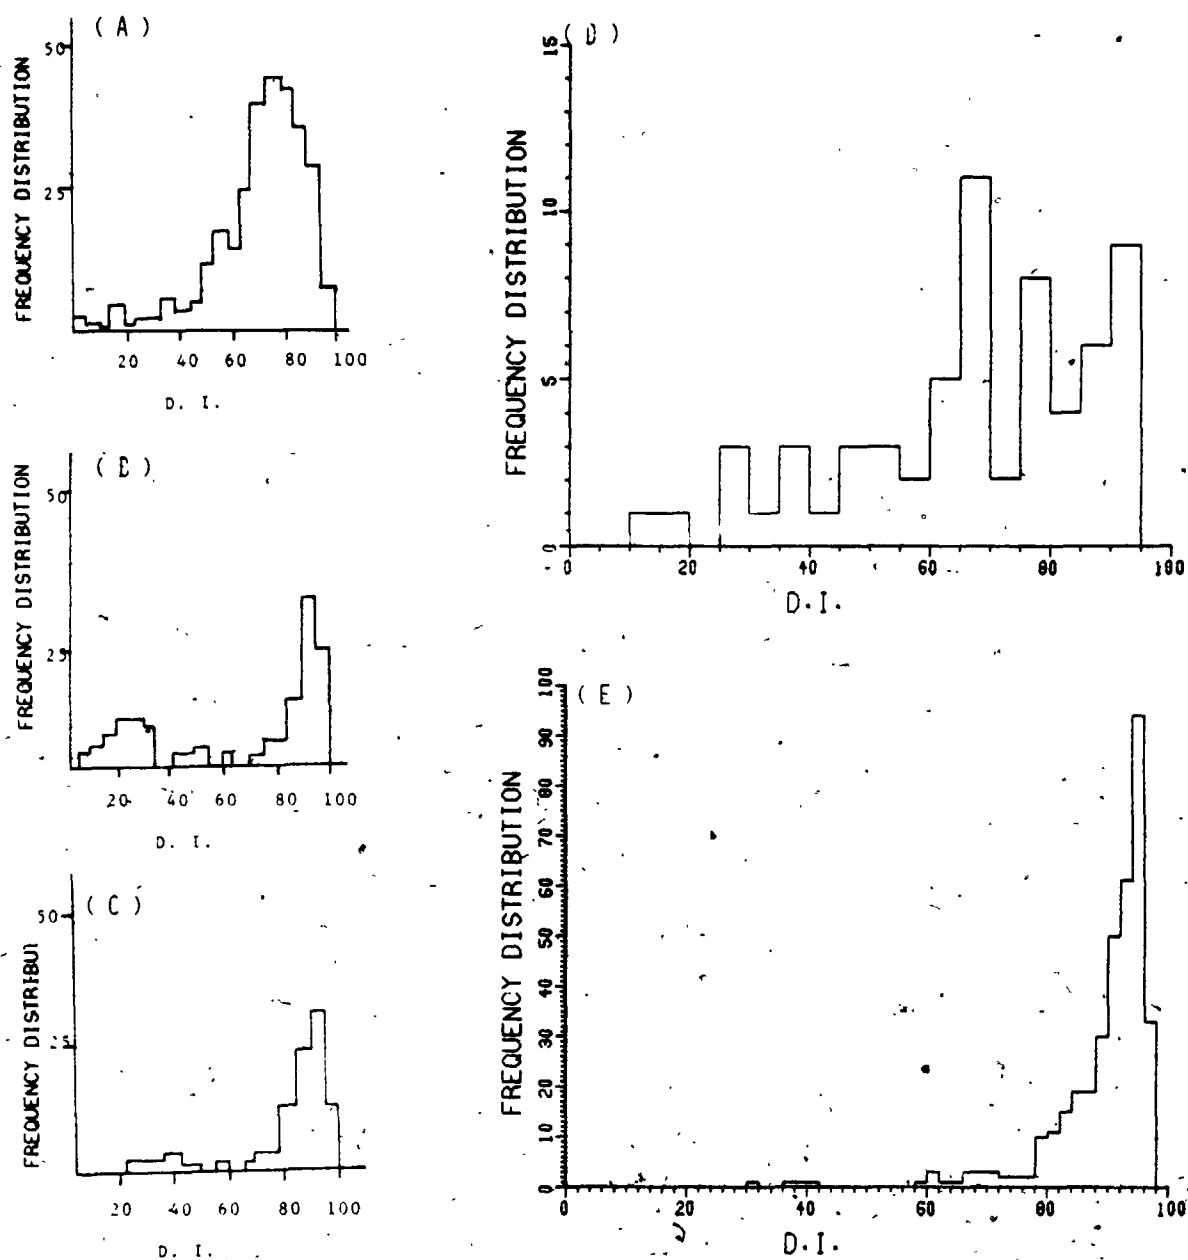 ( A )
FREQUENCY DISTRIBUTION
50
25
20 40 60 80 100
D. I.
( B )
FREQUENCY DISTRIBUTION
50
25
20 40 60 80 100
D. I.
( C )
FREQUENCY DISTRIBU
50
25
20 40 60 80 100
D. I.
( D )
FREQUENCY DISTRIBUTION
15
10
5
0
0 20 40 60 80 100
D.I.
( E )
FREQUENCY DISTRIBUTION
100
90
80
70
60
50
40
30
20
10
0
0 20 40 60 80 100
D.I.